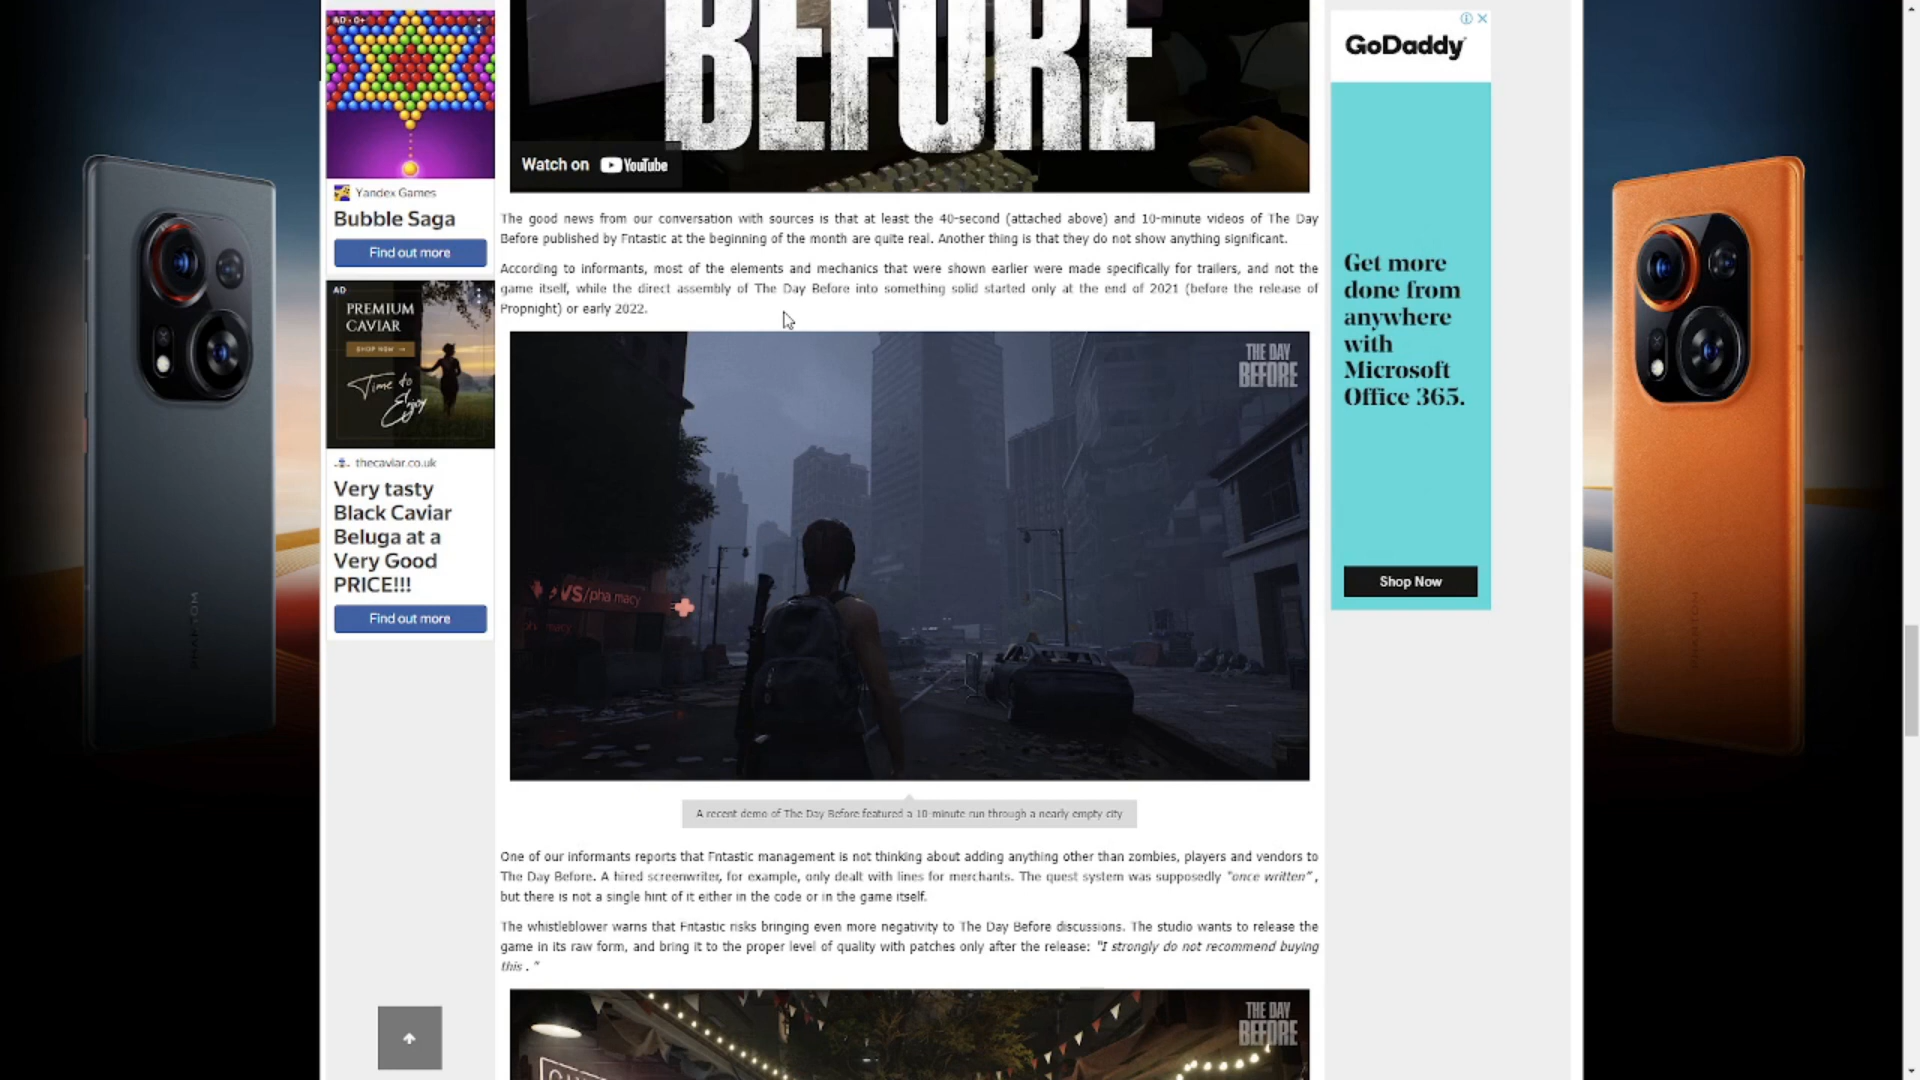 AD · 0+
Yandex Games
Bubble Saga
Find out more
AD
PREMIUM
CAVIAR
SHOP NOW →
Time to
Enjoy
thecaviar.co.uk
Very tasty
Black Caviar
Beluga at a
Very Good
PRICE!!!
Find out more
BEFORE
Watch on YouTube
The good news from our conversation with sources is that at least the 40-second (attached above) and 10-minute videos of The Day
Before published by Fntastic at the beginning of the month are quite real. Another thing is that they do not show anything significant.
According to informants, most of the elements and mechanics that were shown earlier were made specifically for trailers, and not the
game itself, while the direct assembly of The Day Before into something solid started only at the end of 2021 (before the release of
Propnight) or early 2022.
THE DAY
BEFORE
VS/pha macy
macy
A recent demo of The Day Before featured a 10-minute run through a nearly empty city
One of our informants reports that Fntastic management is not thinking about adding anything other than zombies, players and vendors to
The Day Before. A hired screenwriter, for example, only dealt with lines for merchants. The quest system was supposedly "once written" ,
but there is not a single hint of it either in the code or in the game itself.
The whistleblower warns that Fntastic risks bringing even more negativity to The Day Before discussions. The studio wants to release the
game in its raw form, and bring it to the proper level of quality with patches only after the release: "I strongly do not recommend buying
this . "
THE DAY
BEFORE
GoDaddy
Get more
done from
anywhere
with
Microsoft
Office 365.
Shop Now
PHANTOM
PHANTOM